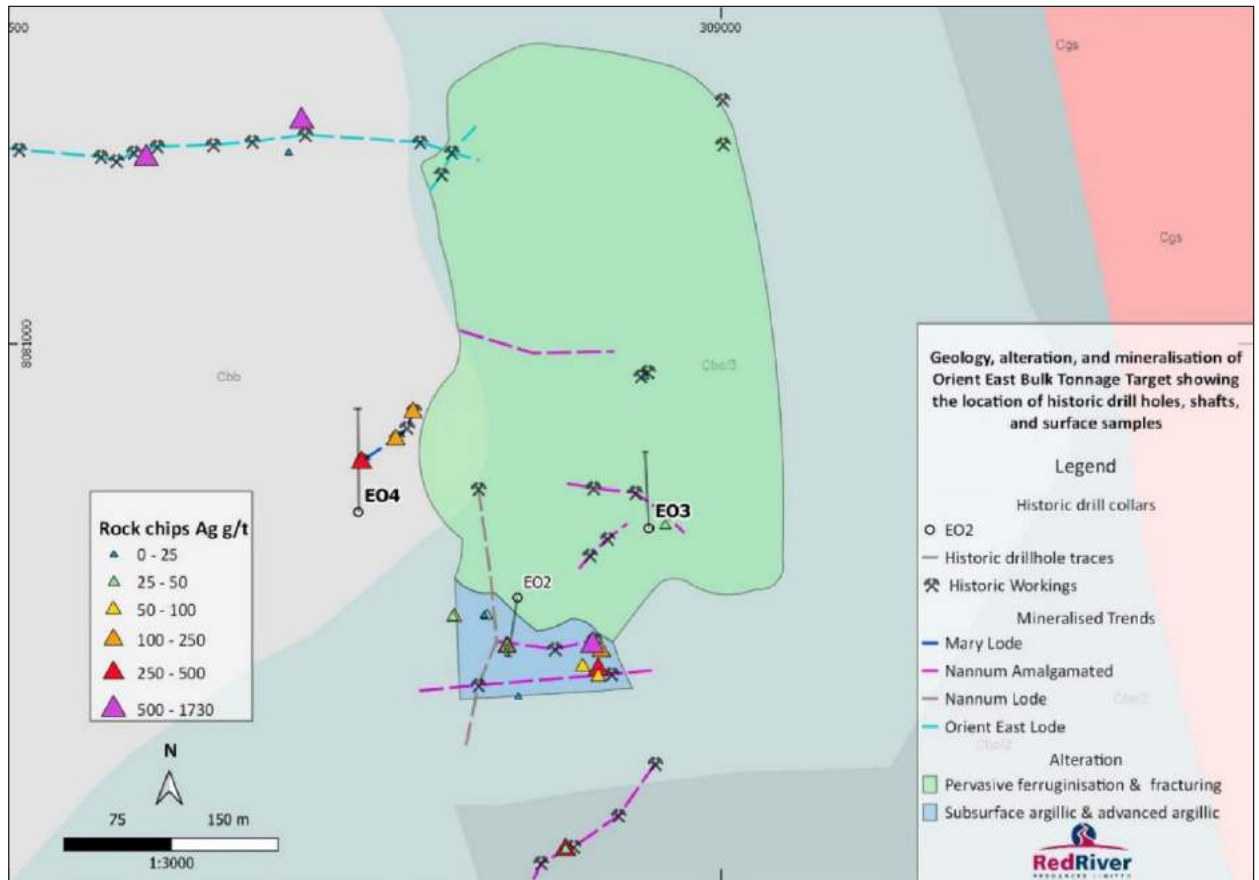 500
309000
8081000
Cgs
Cgs
Cbb
Cbo/3
Cbo/2
EO4
EO3
EO2
Rock chips Ag g/t
0 - 25
25 - 50
50 - 100
100 - 250
250 - 500
500 - 1730
N
75 150 m
1:3000
Geology, alteration, and mineralisation of
Orient East Bulk Tonnage Target showing
the location of historic drill holes, shafts,
and surface samples
Legend
Historic drill collars
EO2
Historic drillhole traces
Historic Workings
Mineralised Trends
Mary Lode
Nannum Amalgamated
Nannum Lode
Orient East Lode
Alteration
Pervasive ferruginisation & fracturing
Subsurface argillic & advanced argillic
RedRiver
RESOURCES LIMITED